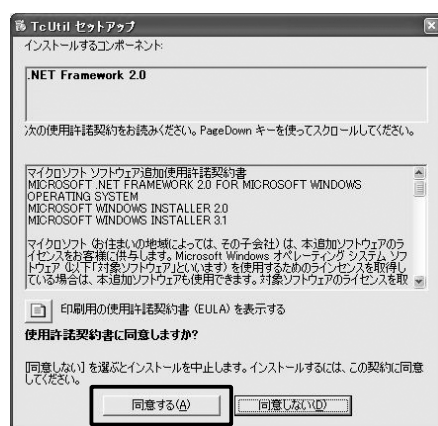 TcUtil セットアップ
インストールするコンポーネント:
.NET Framework 2.0
次の使用許諾契約をお読みください。PageDown キーを使ってスクロールしてください。
マイクロソフト ソフトウェア追加使用許諾契約書
MICROSOFT .NET FRAMEWORK 2.0 FOR MICROSOFT WINDOWS
OPERATING SYSTEM
MICROSOFT WINDOWS INSTALLER 2.0
MICROSOFT WINDOWS INSTALLER 3.1
マイクロソフト (お住まいの地域によっては、その子会社) は、本追加ソフトウェアのラ
イセンスをお客様に供与します。Microsoft Windows オペレーティング システム ソフ
トウェア (以下「対象ソフトウェア」といいます) を使用するためのラインセンスを取得し
ている場合は、本追加ソフトウェアも使用できます。対象ソフトウェアのライセンスを取
印刷用の使用許諾契約書 (EULA) を表示する
使用許諾契約書に同意しますか?
[同意しない] を選ぶとインストールを中止します。インストールするには、この契約に同意
してください。
同意する(A) 同意しない(D)